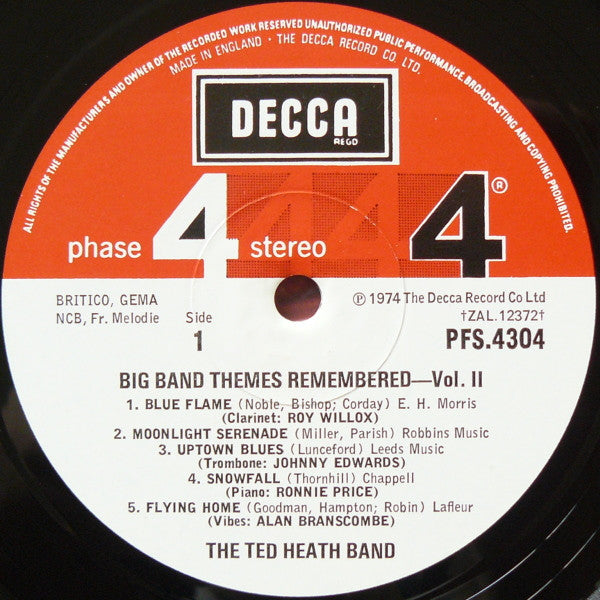 ALL RIGHTS OF THE MANUFACTURERS AND OWNER OF THE RECORDED WORK RESERVED UNAUTHORIZED PUBLIC PERFORMANCE, BROADCASTING AND COPYING PROHIBITED.
MADE IN ENGLAND · THE DECCA RECORD CO. LTD.
DECCA
REGD
phase 4 stereo 444 4®
BRITICO, GEMA
NCB, Fr. Melodie
Side
1
Ⓟ 1974 The Decca Record Co Ltd
†ZAL.12372†
PFS.4304
BIG BAND THEMES REMEMBERED—Vol. II
1. BLUE FLAME (Noble, Bishop; Corday) E. H. Morris
(Clarinet: ROY WILLOX)
2. MOONLIGHT SERENADE (Miller, Parish) Robbins Music
3. UPTOWN BLUES (Lunceford) Leeds Music
(Trombone: JOHNNY EDWARDS)
4. SNOWFALL (Thornhill) Chappell
(Piano: RONNIE PRICE)
5. FLYING HOME (Goodman, Hampton; Robin) Lafleur
(Vibes: ALAN BRANSCOMBE)
THE TED HEATH BAND